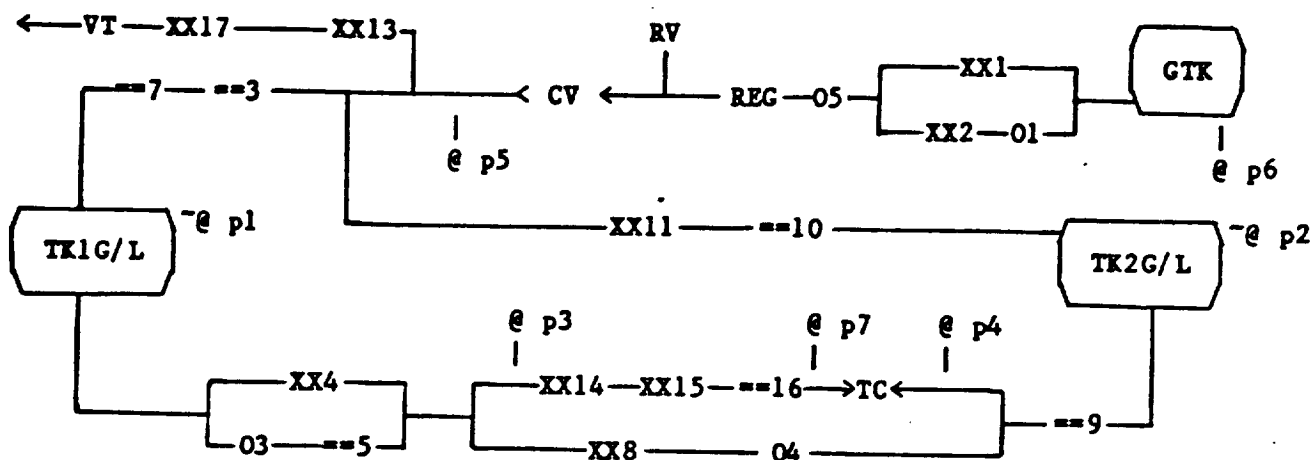 VT XX17 XX13 RV
XX1 GTK
==7 ==3 CV REG O5
XX2 O1
@ p5 @ p6
TK1G/L ~@ p1 XX11 ==10 TK2G/L ~@ p2
@ p3 @ p7 @ p4
XX4 XX14 XX15 ==16 TC
==9
O3 ==5 XX8 O4